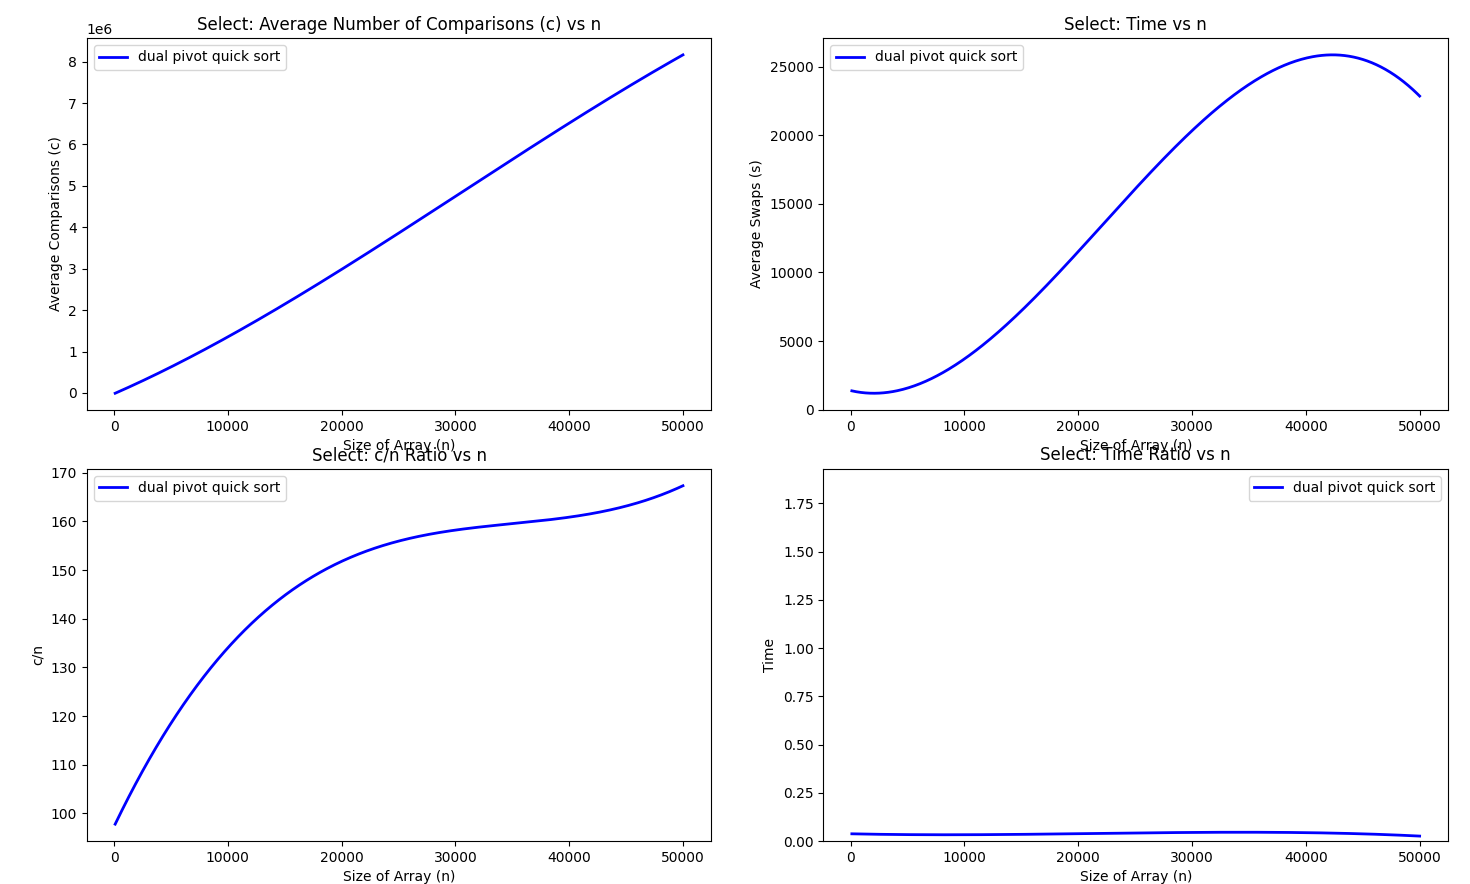 Select: Average Number of Comparisons (c) vs n
1e6
dual pivot quick sort
8
7
6
5
4
3
2
1
0
Average Comparisons (c)
0 10000 20000 30000 40000 50000
Size of Array (n)
Select: Time vs n
dual pivot quick sort
25000
20000
15000
10000
5000
0
Average Swaps (s)
0 10000 20000 30000 40000 50000
Size of Array (n)
Select: c/n Ratio vs n
dual pivot quick sort
170
160
150
140
130
120
110
100
c/n
0 10000 20000 30000 40000 50000
Size of Array (n)
Select: Time Ratio vs n
dual pivot quick sort
1.75
1.50
1.25
1.00
0.75
0.50
0.25
0.00
Time
0 10000 20000 30000 40000 50000
Size of Array (n)